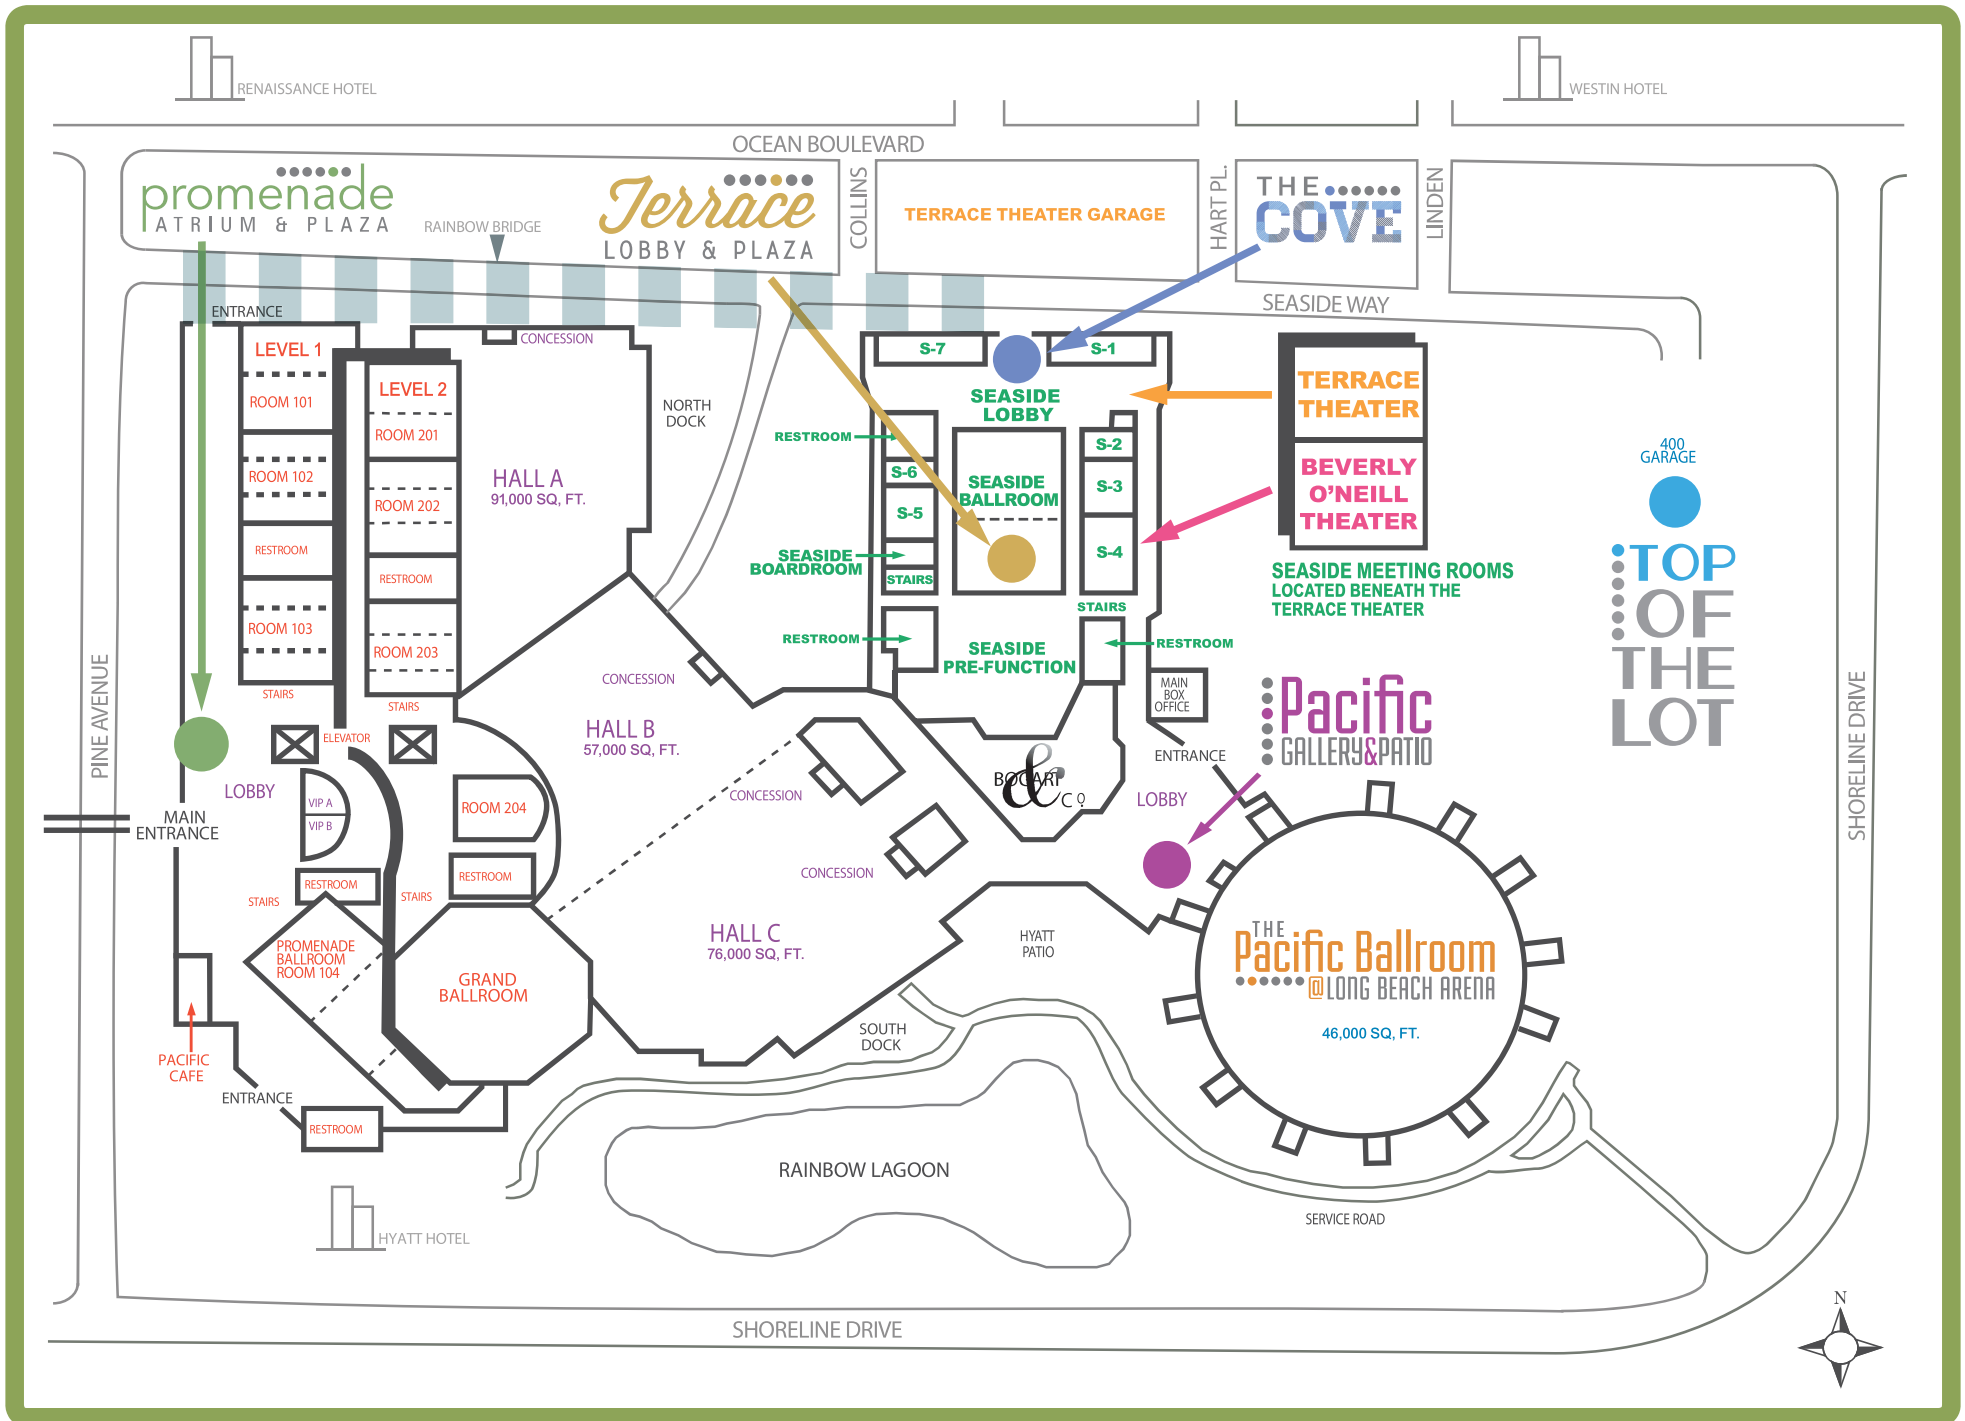 RENAISSANCE HOTEL
WESTIN HOTEL
OCEAN BOULEVARD
promenade
ATRIUM & PLAZA
RAINBOW BRIDGE
Terrace
LOBBY & PLAZA
COLLINS
TERRACE THEATER GARAGE
HART PL.
THE
COVE
LINDEN
SEASIDE WAY
ENTRANCE
LEVEL 1
ROOM 101
ROOM 102
RESTROOM
ROOM 103
STAIRS
LEVEL 2
ROOM 201
ROOM 202
RESTROOM
ROOM 203
STAIRS
CONCESSION
HALL A
91,000 SQ, FT.
NORTH
DOCK
S-7
S-1
SEASIDE
LOBBY
RESTROOM
S-6
S-5
SEASIDE
BOARDROOM
STAIRS
SEASIDE
BALLROOM
S-2
S-3
S-4
STAIRS
RESTROOM
SEASIDE
PRE-FUNCTION
RESTROOM
TERRACE
THEATER
BEVERLY
O'NEILL
THEATER
SEASIDE MEETING ROOMS
LOCATED BENEATH THE
TERRACE THEATER
400
GARAGE
TOP
OF
THE
LOT
PINE AVENUE
SHORELINE DRIVE
ELEVATOR
LOBBY
VIP A
VIP B
MAIN
ENTRANCE
ROOM 204
RESTROOM
RESTROOM
STAIRS
STAIRS
PROMENADE
BALLROOM
ROOM 104
GRAND
BALLROOM
PACIFIC
CAFE
ENTRANCE
RESTROOM
CONCESSION
HALL B
57,000 SQ, FT.
CONCESSION
CONCESSION
HALL C
76,000 SQ, FT.
BOGART
&
CO.
MAIN
BOX
OFFICE
ENTRANCE
LOBBY
Pacific
GALLERY&PATIO
HYATT
PATIO
SOUTH
DOCK
THE
Pacific Ballroom
@LONG BEACH ARENA
46,000 SQ, FT.
RAINBOW LAGOON
SERVICE ROAD
HYATT HOTEL
SHORELINE DRIVE
N